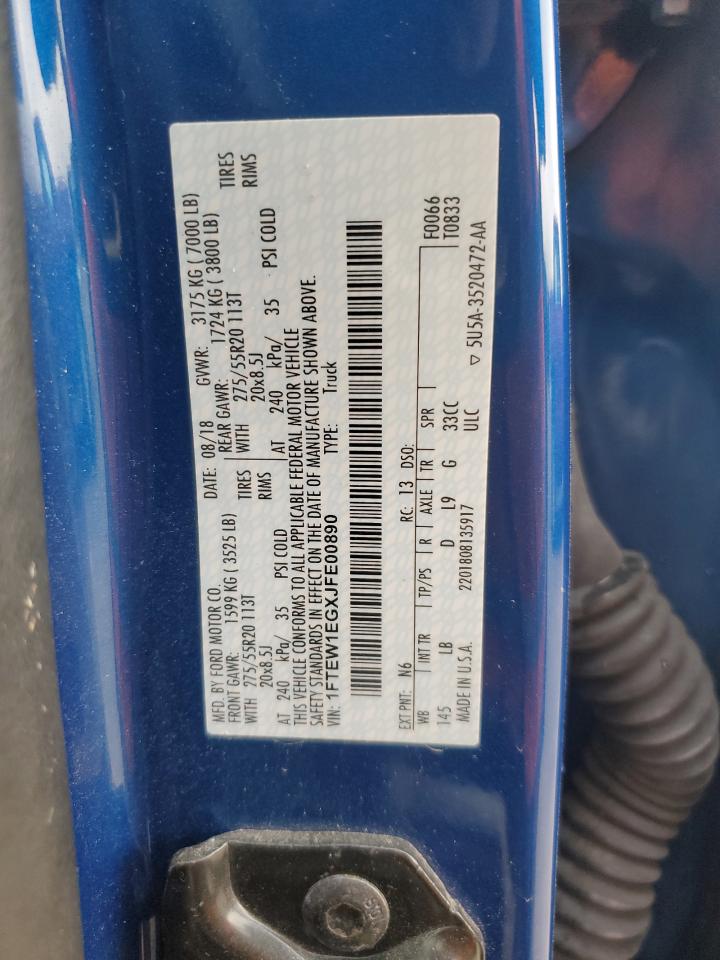 MFD. BY FORD MOTOR CO. DATE: 08/18 GVWR: 3175 KG ( 7000 LB)
FRONT GAWR: 1599 KG ( 3525 LB) REAR GAWR: 1724 KG ( 3800 LB)
WITH 275/55R20 113T TIRES WITH 275/55R20 113T TIRES
20x8.5J RIMS 20x8.5J RIMS
AT 240 kPa/ 35 PSI COLD AT 240 kPa/ 35 PSI COLD
THIS VEHICLE CONFORMS TO ALL APPLICABLE FEDERAL MOTOR VEHICLE
SAFETY STANDARDS IN EFFECT ON THE DATE OF MANUFACTURE SHOWN ABOVE.
VIN: 1FTEW1EGXJFE00890 TYPE: Truck
EXT PNT: N6 RC: 13 DSO: F0066
WB INT TR TP/PS R AXLE TR SPR T0833
145 LB D L9 G 33CC
MADE IN U.S.A. 2201808135917 ULC ▽ 5U5A-3520472-AA